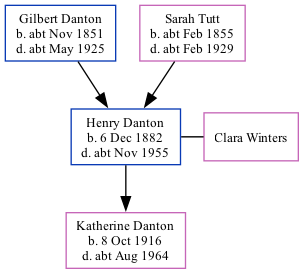 Gilbert Danton
b. abt Nov 1851
d. abt May 1925
Sarah Tutt
b. abt Feb 1855
d. abt Feb 1929
Henry Danton
b. 6 Dec 1882
d. abt Nov 1955
Clara Winters
Katherine Danton
b. 8 Oct 1916
d. abt Aug 1964